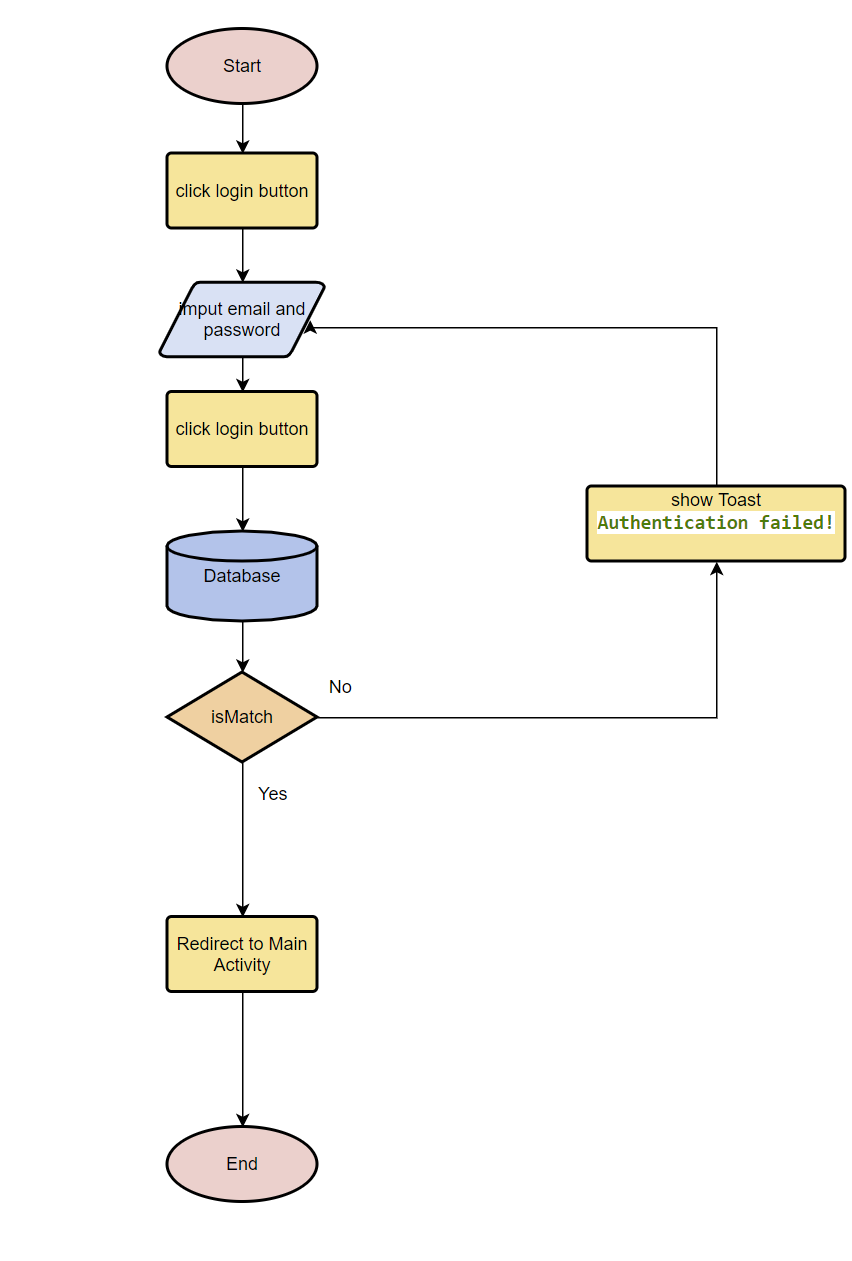 Start
click login button
imput email and
password
click login button
show Toast
Authentication failed!
Database
No
isMatch
Yes
Redirect to Main
Activity
End